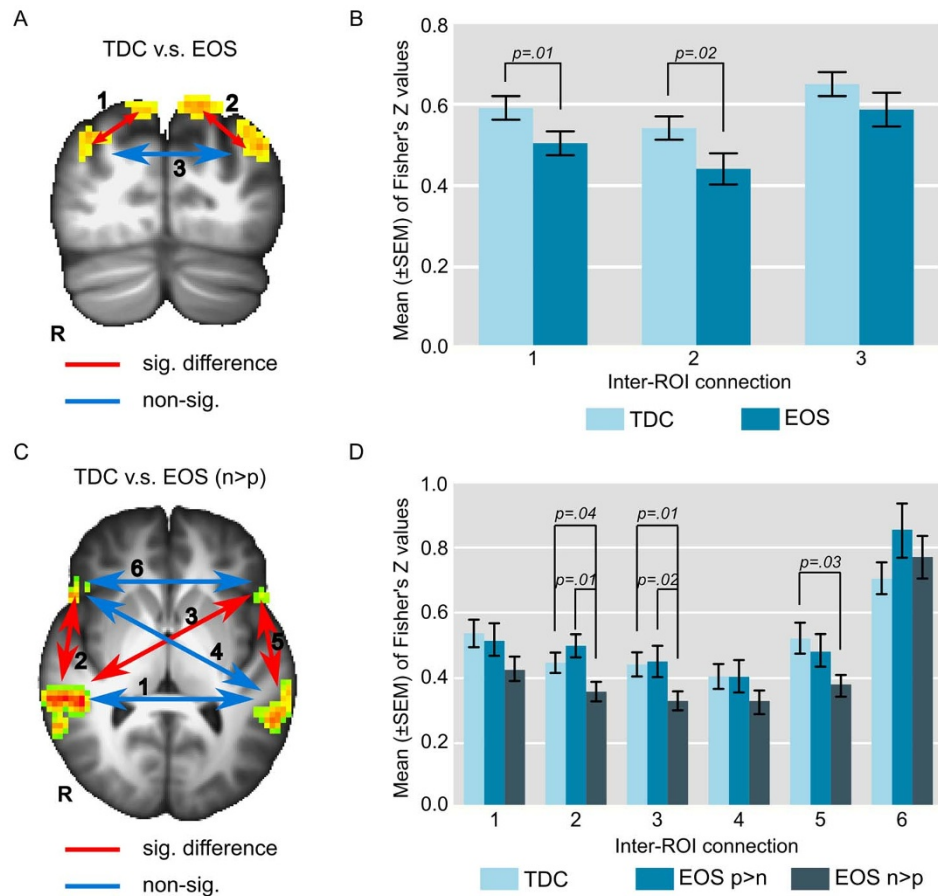 A
TDC v.s. EOS
1
2
3
R
sig. difference
non-sig.
B
Mean (±SEM) of Fisher's Z values
0.8
0.6
0.4
0.2
0.0
p=.01
p=.02
1 2 3
Inter-ROI connection
TDC EOS
C
TDC v.s. EOS (n>p)
6
3
2
4
5
1
R
sig. difference
non-sig.
D
Mean (±SEM) of Fisher's Z values
1.0
0.8
0.6
0.4
0.2
0.0
p=.04
p=.01
p=.01
p=.02
p=.03
1 2 3 4 5 6
Inter-ROI connection
TDC EOS p>n EOS n>p